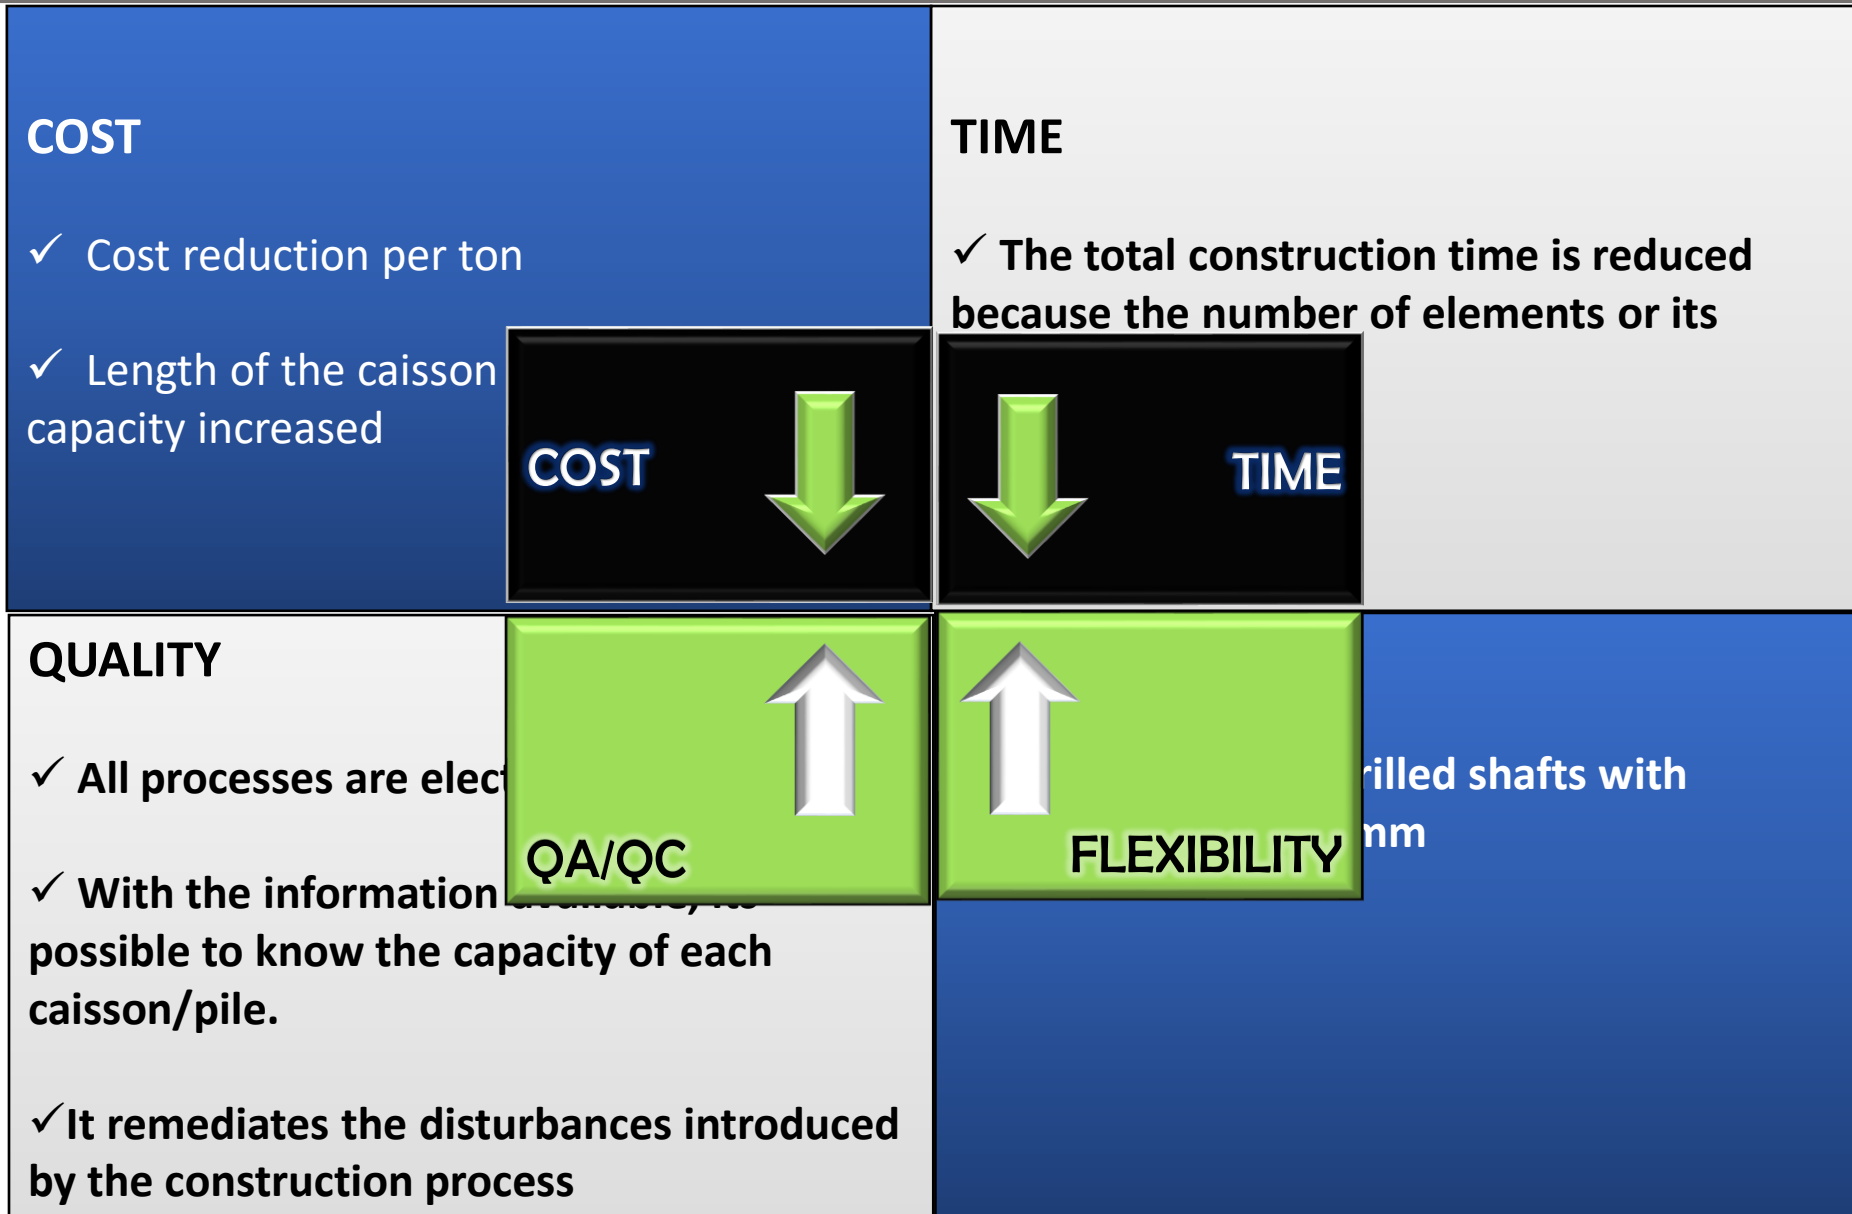 COST
✓ Cost reduction per ton
✓ Length of the caisson
capacity increased
TIME
✓ The total construction time is reduced
because the number of elements or its
COST
TIME
QUALITY
✓ All processes are
✓ With the information
possible to know the capacity of each
caisson/pile.
✓It remediates the disturbances introduced
by the construction process
QA/QC
FLEXIBILITY
shafts with
mm